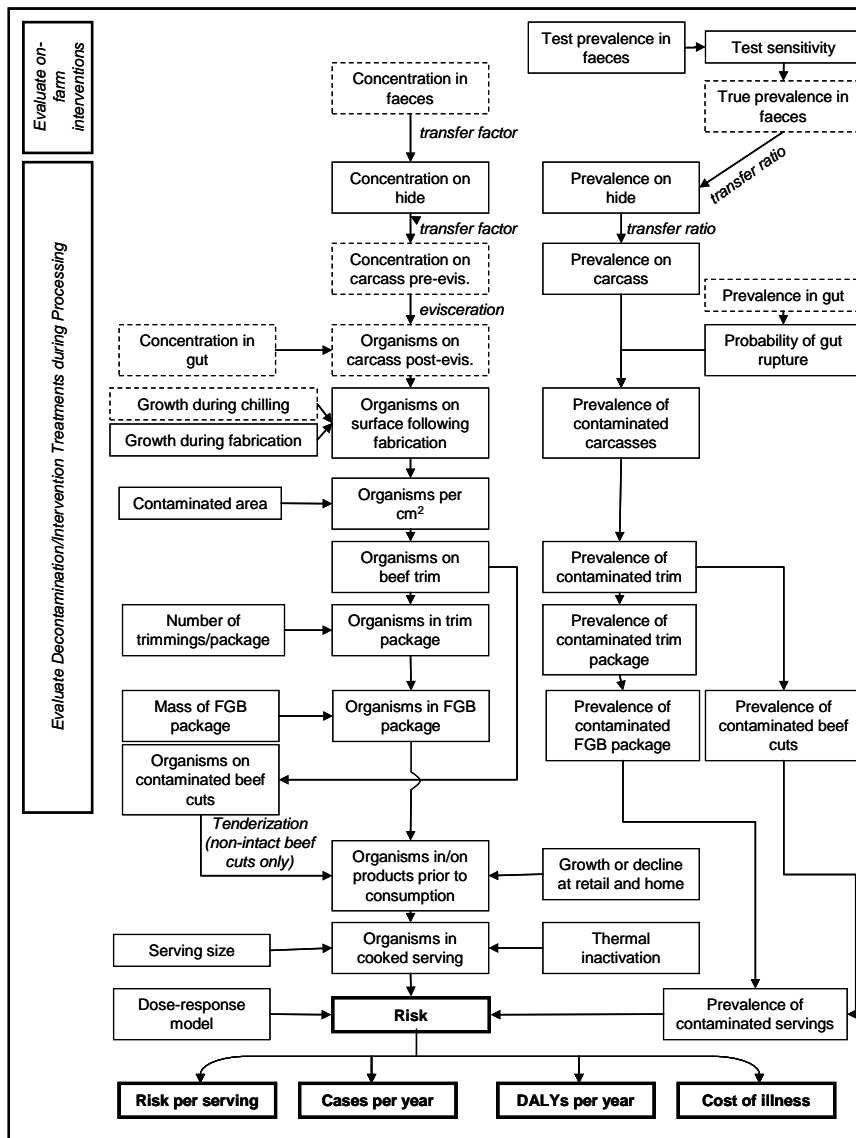 Evaluate on-
farm
interventions
Test prevalence in
faeces
Test sensitivity
Concentration in
faeces
True prevalence in
faeces
transfer factor
transfer ratio
Evaluate Decontamination/Intervention Treatments during Processing
Concentration on
hide
Prevalence on
hide
transfer factor
transfer ratio
Concentration on
carcass pre-evis.
Prevalence on
carcass
evisceration
Prevalence in gut
Concentration in
gut
Organisms on
carcass post-evis.
Probability of gut
rupture
Growth during chilling
Growth during fabrication
Organisms on
surface following
fabrication
Prevalence of
contaminated
carcasses
Contaminated area
Organisms per
cm²
Organisms on
beef trim
Prevalence of
contaminated trim
Number of
trimmings/package
Organisms in trim
package
Prevalence of
contaminated trim
package
Mass of FGB
package
Organisms in FGB
package
Prevalence of
contaminated
FGB package
Prevalence of
contaminated beef
cuts
Organisms on
contaminated beef
cuts
Tenderization
(non-intact beef
cuts only)
Organisms in/on
products prior to
consumption
Growth or decline
at retail and home
Serving size
Organisms in
cooked serving
Thermal
inactivation
Dose-response
model
Risk
Prevalence of
contaminated servings
Risk per serving
Cases per year
DALYs per year
Cost of illness